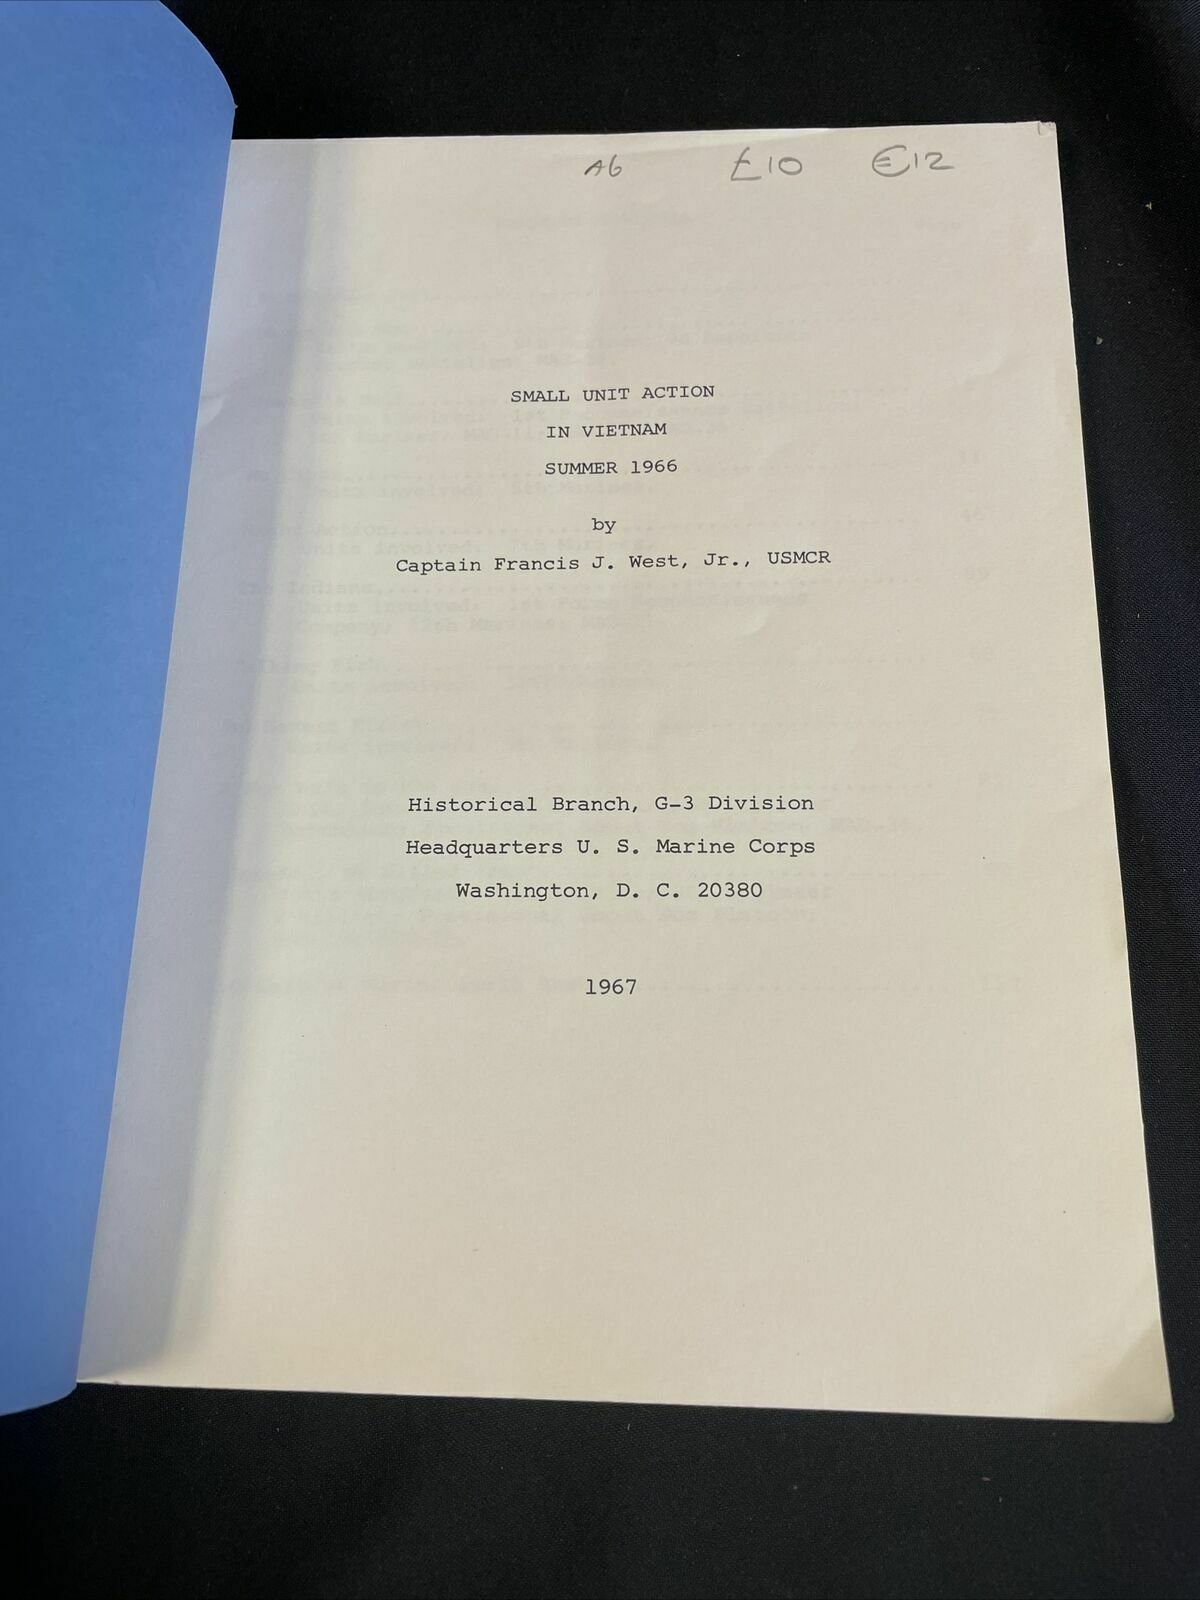 A6 £10 €12
SMALL UNIT ACTION
IN VIETNAM
SUMMER 1966
by
Captain Francis J. West, Jr., USMCR
Historical Branch, G-3 Division
Headquarters U. S. Marine Corps
Washington, D. C. 20380
1967